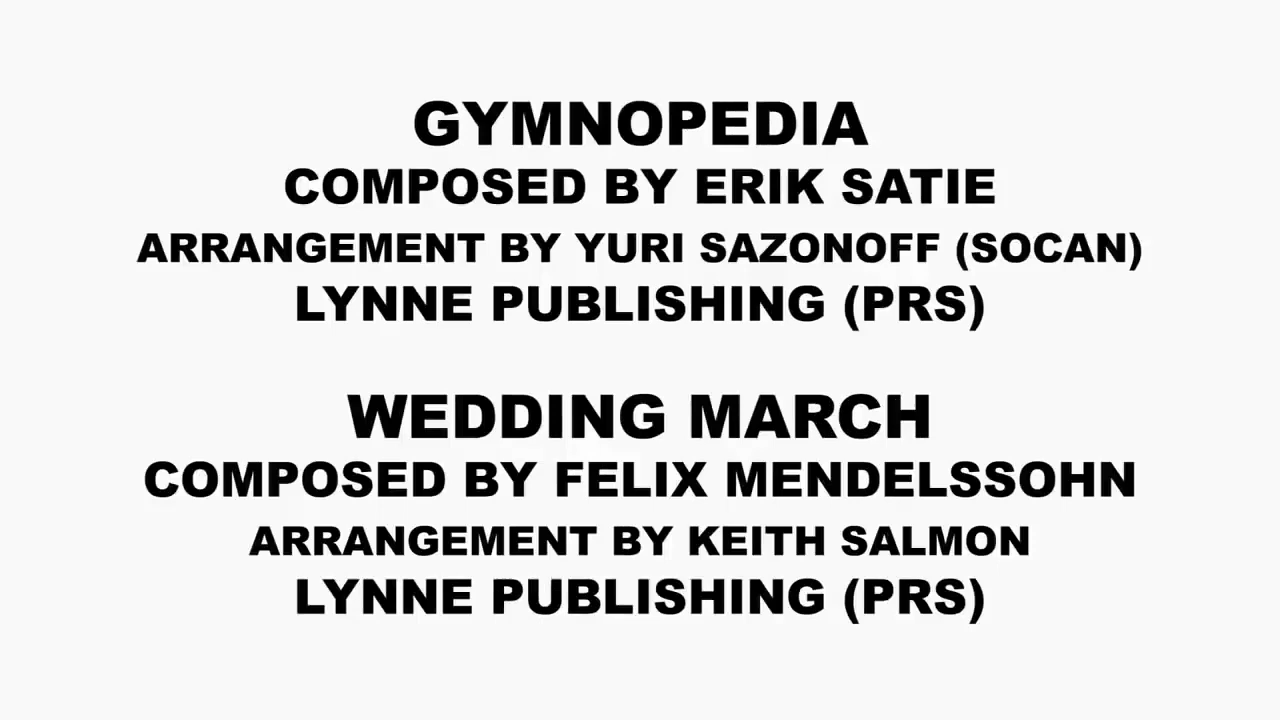 GYMNOPEDIA
COMPOSED BY ERIK SATIE
ARRANGEMENT BY YURI SAZONOFF (SOCAN)
LYNNE PUBLISHING (PRS)
WEDDING MARCH
COMPOSED BY FELIX MENDELSSOHN
ARRANGEMENT BY KEITH SALMON
LYNNE PUBLISHING (PRS)